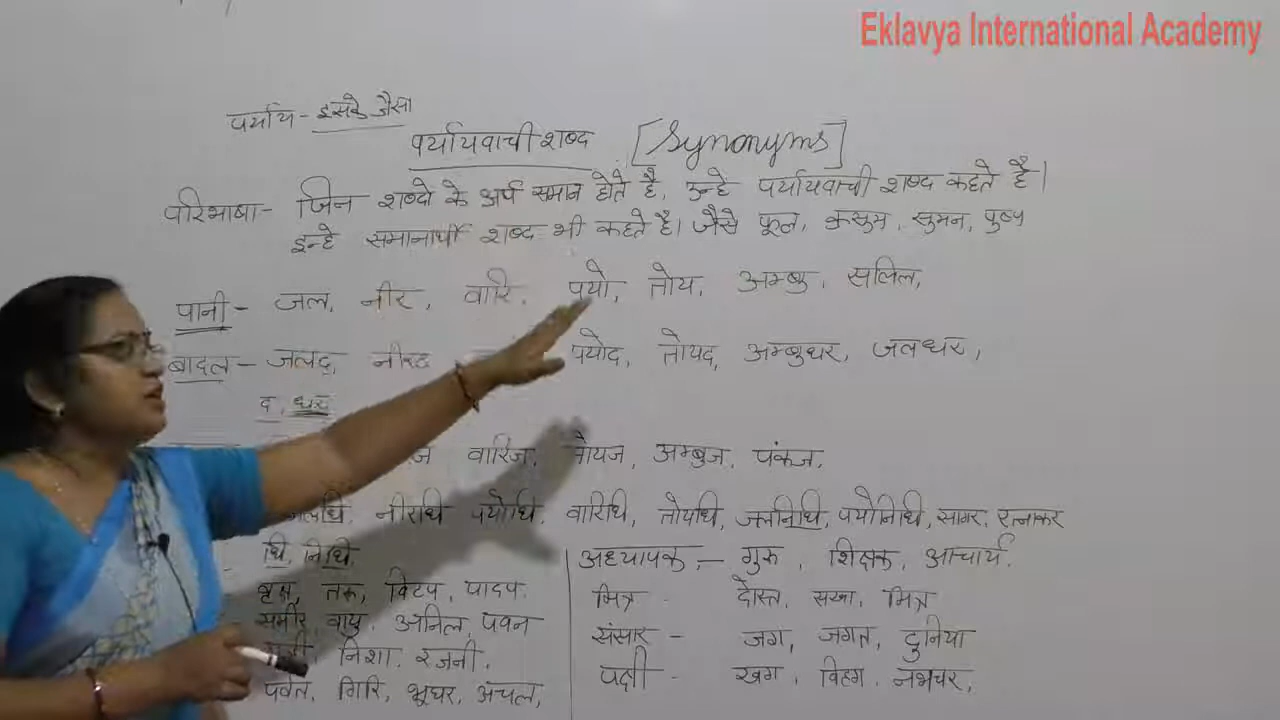 Eklavya International Academy
पर्याय - इसके जैसा
पर्यायवाची शब्द [Synonyms]
परिभाषा - जिन शब्दो के अर्थ समान होते है, उन्हे पर्यायवाची शब्द कहते है।
इन्हे समानार्थी शब्द भी कहते है। जैसे फूल, कुसुम, सुमन, पुष्प
पानी - जल, नीर, वारि, पयो, तोय, अम्बु, सलिल,
बादल - जलद, नीरद पयोद, तोयद, अम्बुधर, जलधर,
द, धर
वारिज, तोयज, अम्बुज, पंकज,
जलधि, नीरधि पयोधि, वारिधि, तोयधि, जलनिधि, पयोनिधि, सागर, रत्नाकर
धि, निधि
वृक्ष, तरू, विटप, पादप.
समीर, वायु, अनिल, पवन
निशा, रजनी,
पर्वत, गिरि, भूधर, अचल,
अध्यापक, - गुरू, शिक्षक, आचार्य.
मित्र - दोस्त, सखा, मित्र
संसार - जग, जगत, दुनिया
पक्षी - खग, विहग, नभचर,